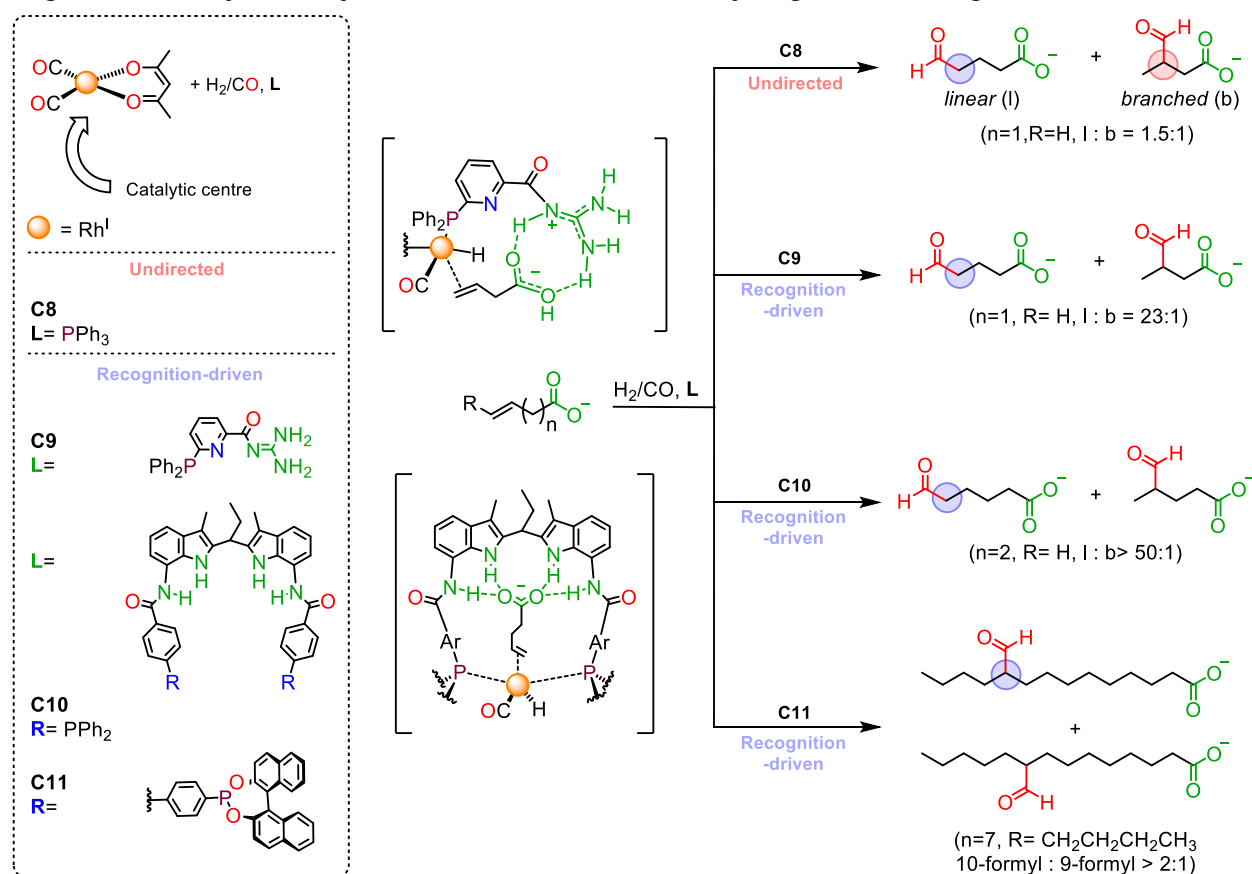 OC
OC
O
O
+ H2/CO, L
Catalytic centre
= RhI
Undirected
C8
L= PPh3
Recognition-driven
C9
L=
Ph2P
N
O
N
NH2
NH2
L=
N
H
N
H
N
H
N
H
O
O
R
R
C10
R= PPh2
C11
R=
P
O
O
N
O
Ph2P
H
N
+
N
H
H
NH
H
H
OC
O
−
O
H
R
( )n
O
O−
H2/CO, L
N
H
N
H
N
H
N
H
O
O
O
−
O
Ar
Ar
P
P
OC
H
C8
Undirected
O
H
O
O−
+
O
H
O
O−
linear (l)
branched (b)
(n=1,R=H, l : b = 1.5:1)
C9
Recognition
-driven
O
H
O
O−
+
O
H
O
O−
(n=1, R= H, l : b = 23:1)
C10
Recognition
-driven
O
H
O−
O
+
O
H
O−
O
(n=2, R= H, l : b> 50:1)
C11
Recognition
-driven
O
H
O−
O
+
O−
O
O
H
(n=7, R= CH2CH2CH2CH3
10-formyl : 9-formyl > 2:1)